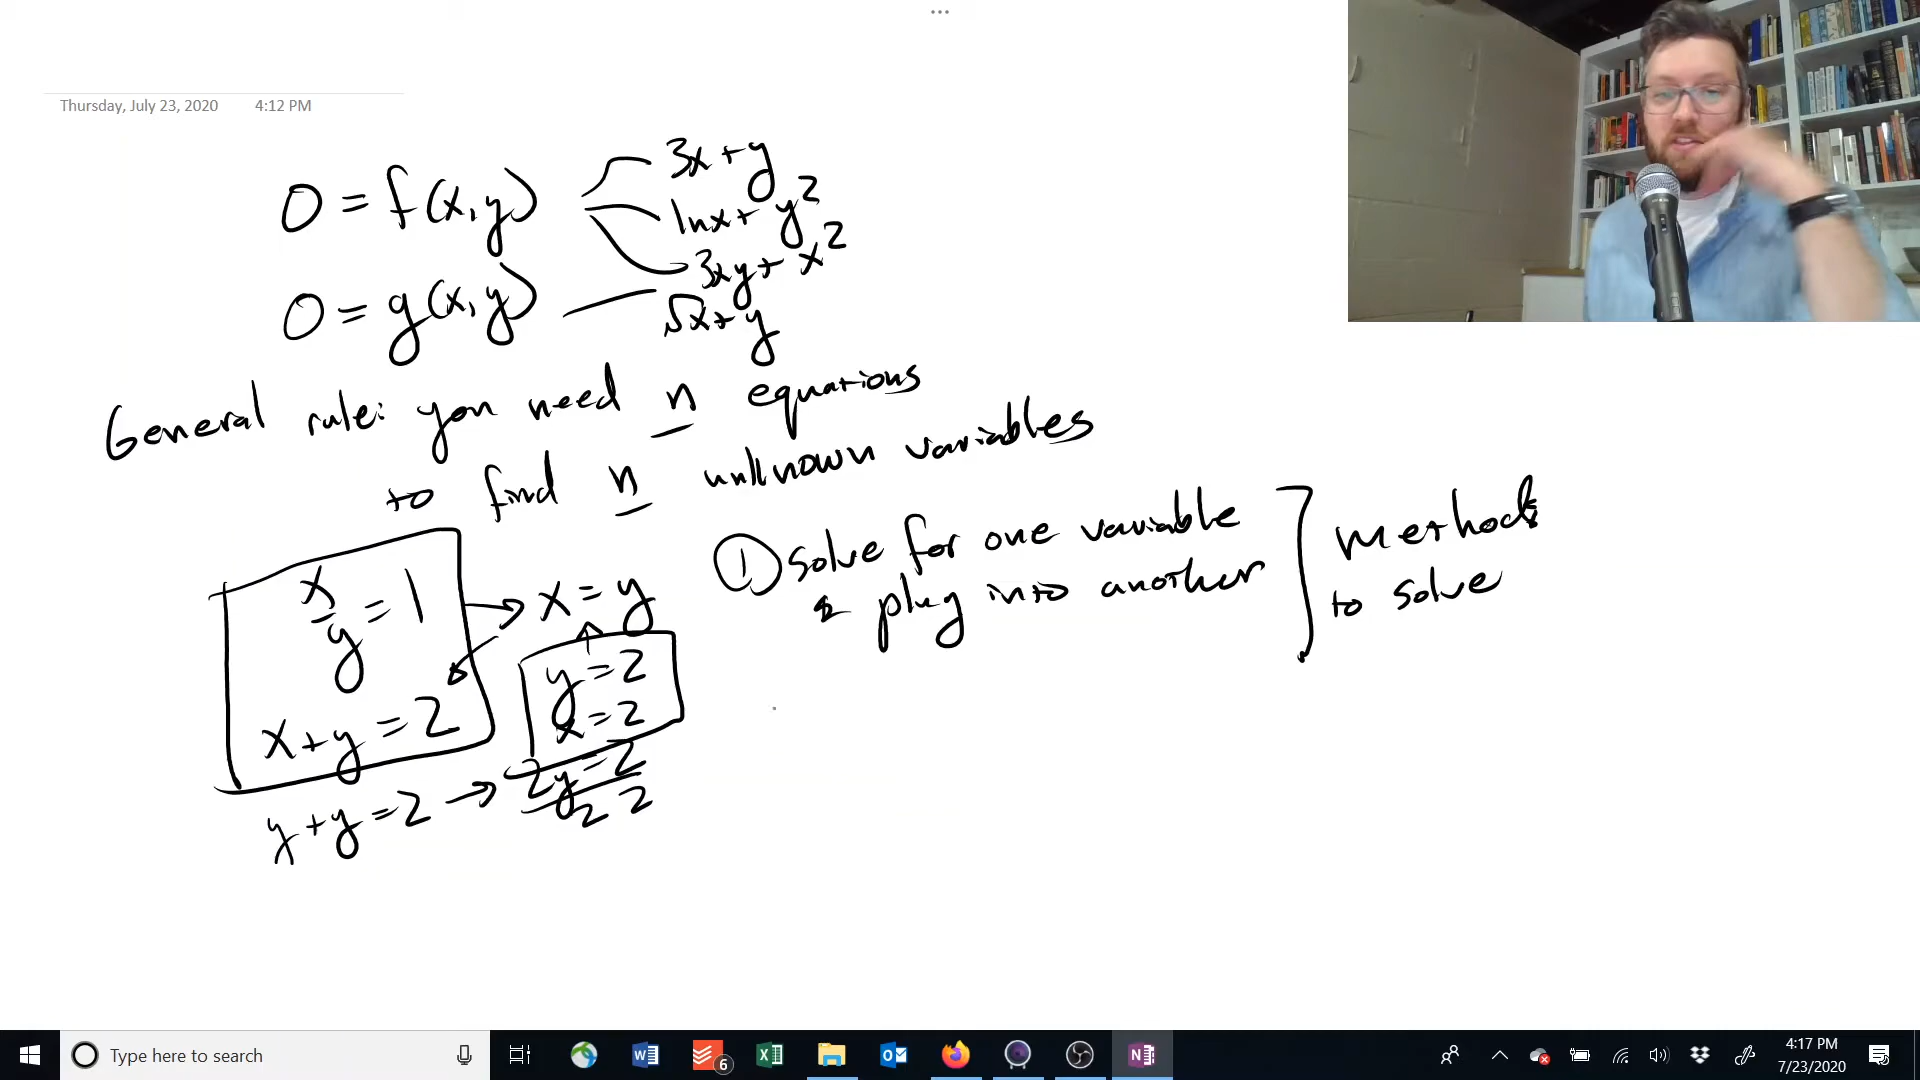 Thursday, July 23, 2020 4:12 PM
0 = f(x,y)
3x+y
lnx+y²
3xy+x²
0 = g(x,y)
√x+y
General rule: you need n equations
to find n unknown variables
x/y = 1
x = y
x+y=2
y=2
x=2
y+y=2
2y=2
2 2
① solve for one variable
& plug into another
methods
to solve
Type here to search
6
4:17 PM
7/23/2020